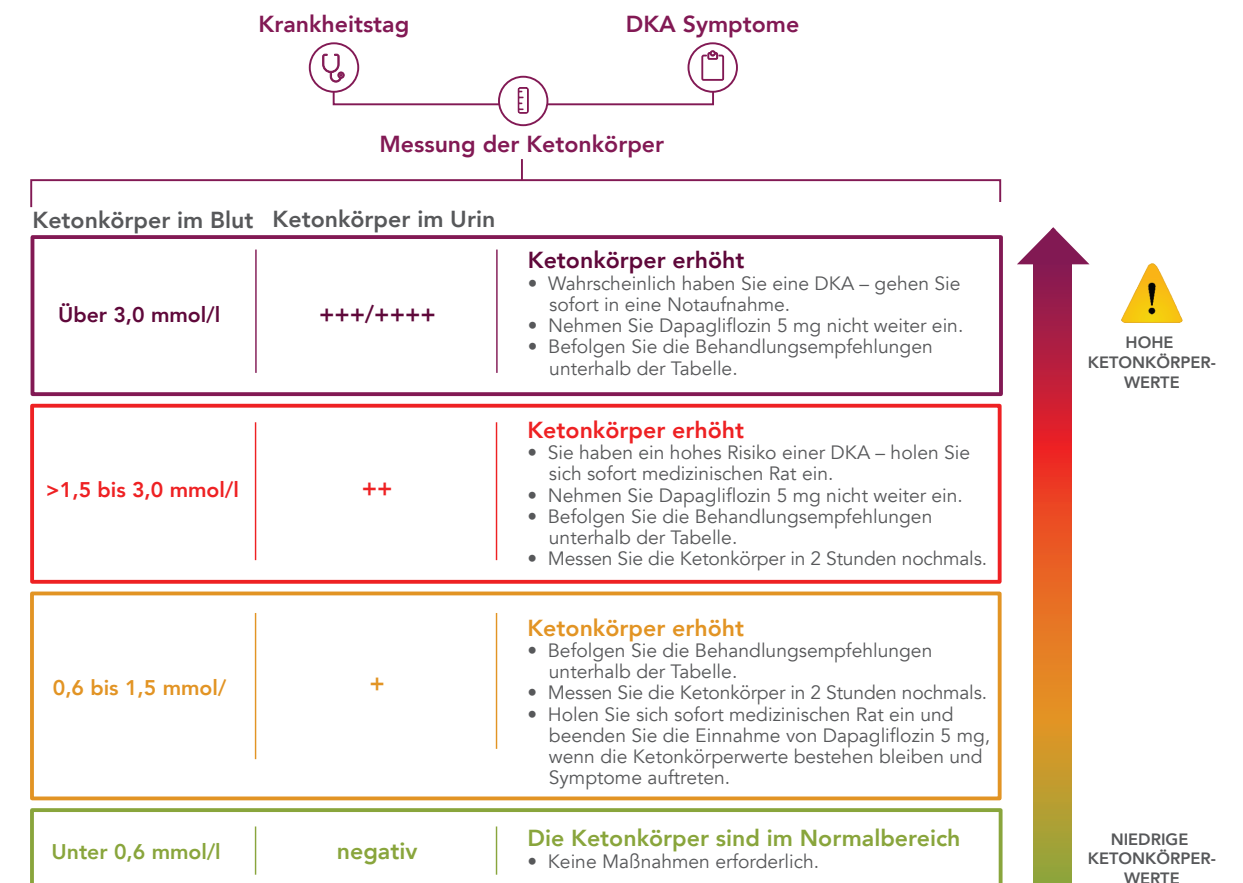 Krankheitstag
DKA Symptome
Messung der Ketonkörper
Ketonkörper im Blut
Ketonkörper im Urin
Über 3,0 mmol/l
+++/++++
Ketonkörper erhöht
• Wahrscheinlich haben Sie eine DKA – gehen Sie
sofort in eine Notaufnahme.
• Nehmen Sie Dapagliflozin 5 mg nicht weiter ein.
• Befolgen Sie die Behandlungsempfehlungen
unterhalb der Tabelle.
!
HOHE
KETONKÖRPER-
WERTE
>1,5 bis 3,0 mmol/l
++
Ketonkörper erhöht
• Sie haben ein hohes Risiko einer DKA – holen Sie
sich sofort medizinischen Rat ein.
• Nehmen Sie Dapagliflozin 5 mg nicht weiter ein.
• Befolgen Sie die Behandlungsempfehlungen
unterhalb der Tabelle.
• Messen Sie die Ketonkörper in 2 Stunden nochmals.
0,6 bis 1,5 mmol/
+
Ketonkörper erhöht
• Befolgen Sie die Behandlungsempfehlungen
unterhalb der Tabelle.
• Messen Sie die Ketonkörper in 2 Stunden nochmals.
• Holen Sie sich sofort medizinischen Rat ein und
beenden Sie die Einnahme von Dapagliflozin 5 mg,
wenn die Ketonkörperwerte bestehen bleiben und
Symptome auftreten.
Unter 0,6 mmol/l
negativ
Die Ketonkörper sind im Normalbereich
• Keine Maßnahmen erforderlich.
NIEDRIGE
KETONKÖRPER-
WERTE